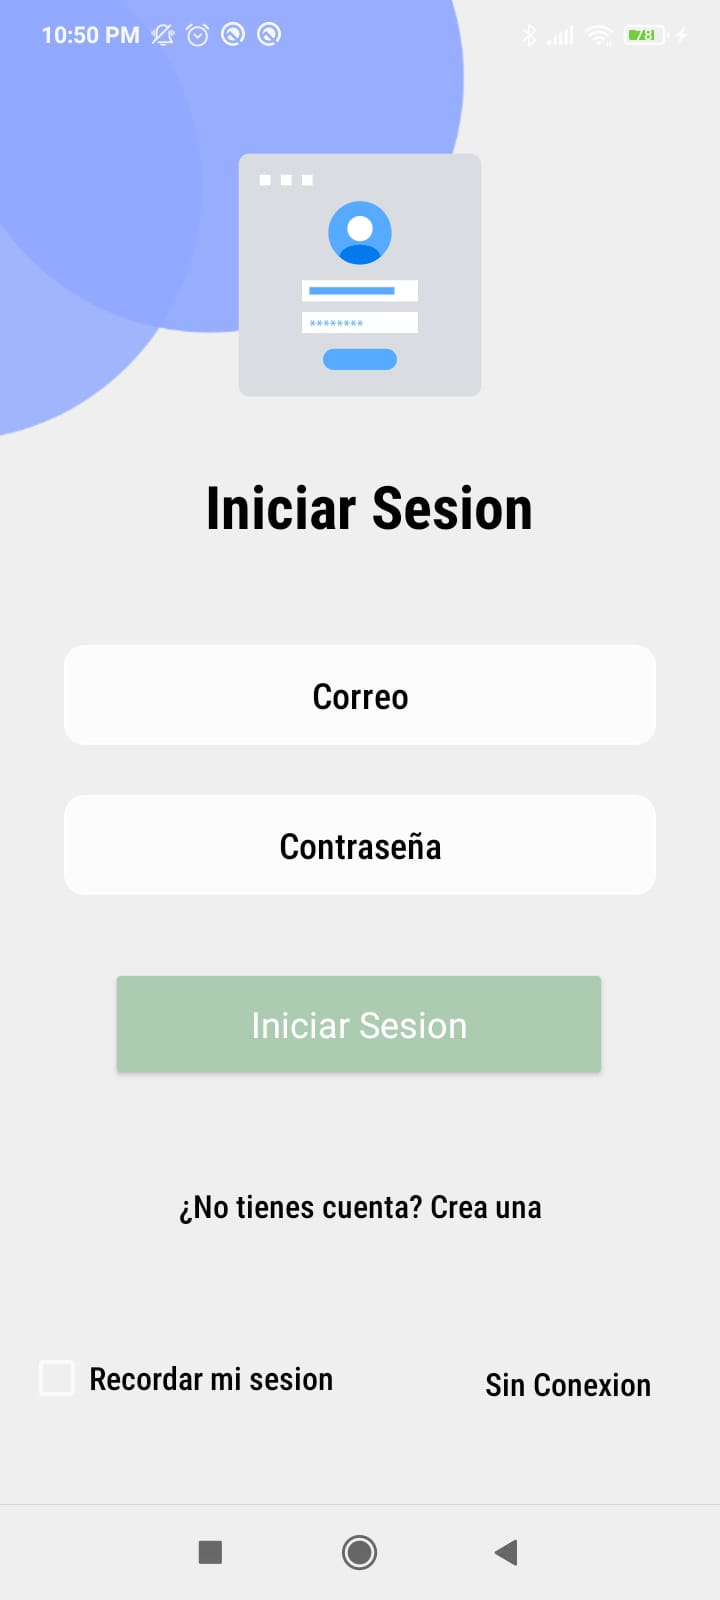 10:50 PM
78
********
Iniciar Sesion
Correo
Contraseña
Iniciar Sesion
¿No tienes cuenta? Crea una
Recordar mi sesion
Sin Conexion